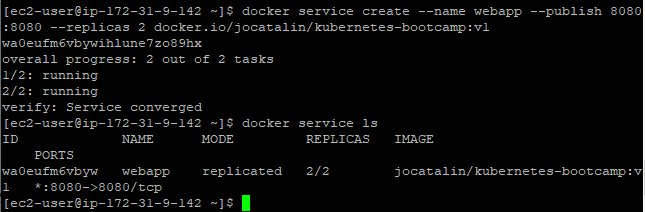 [ec2-user@ip-172-31-9-142 ~]$ docker service create --name webapp --publish 8080
:8080 --replicas 2 docker.io/jocatalin/kubernetes-bootcamp:v1
wa0eufm6vbywihlune7zo89hx
overall progress: 2 out of 2 tasks
1/2: running
2/2: running
verify: Service converged
[ec2-user@ip-172-31-9-142 ~]$ docker service ls
ID NAME MODE REPLICAS IMAGE
PORTS
wa0eufm6vbyw webapp replicated 2/2 jocatalin/kubernetes-bootcamp:v
1 *:8080->8080/tcp
[ec2-user@ip-172-31-9-142 ~]$